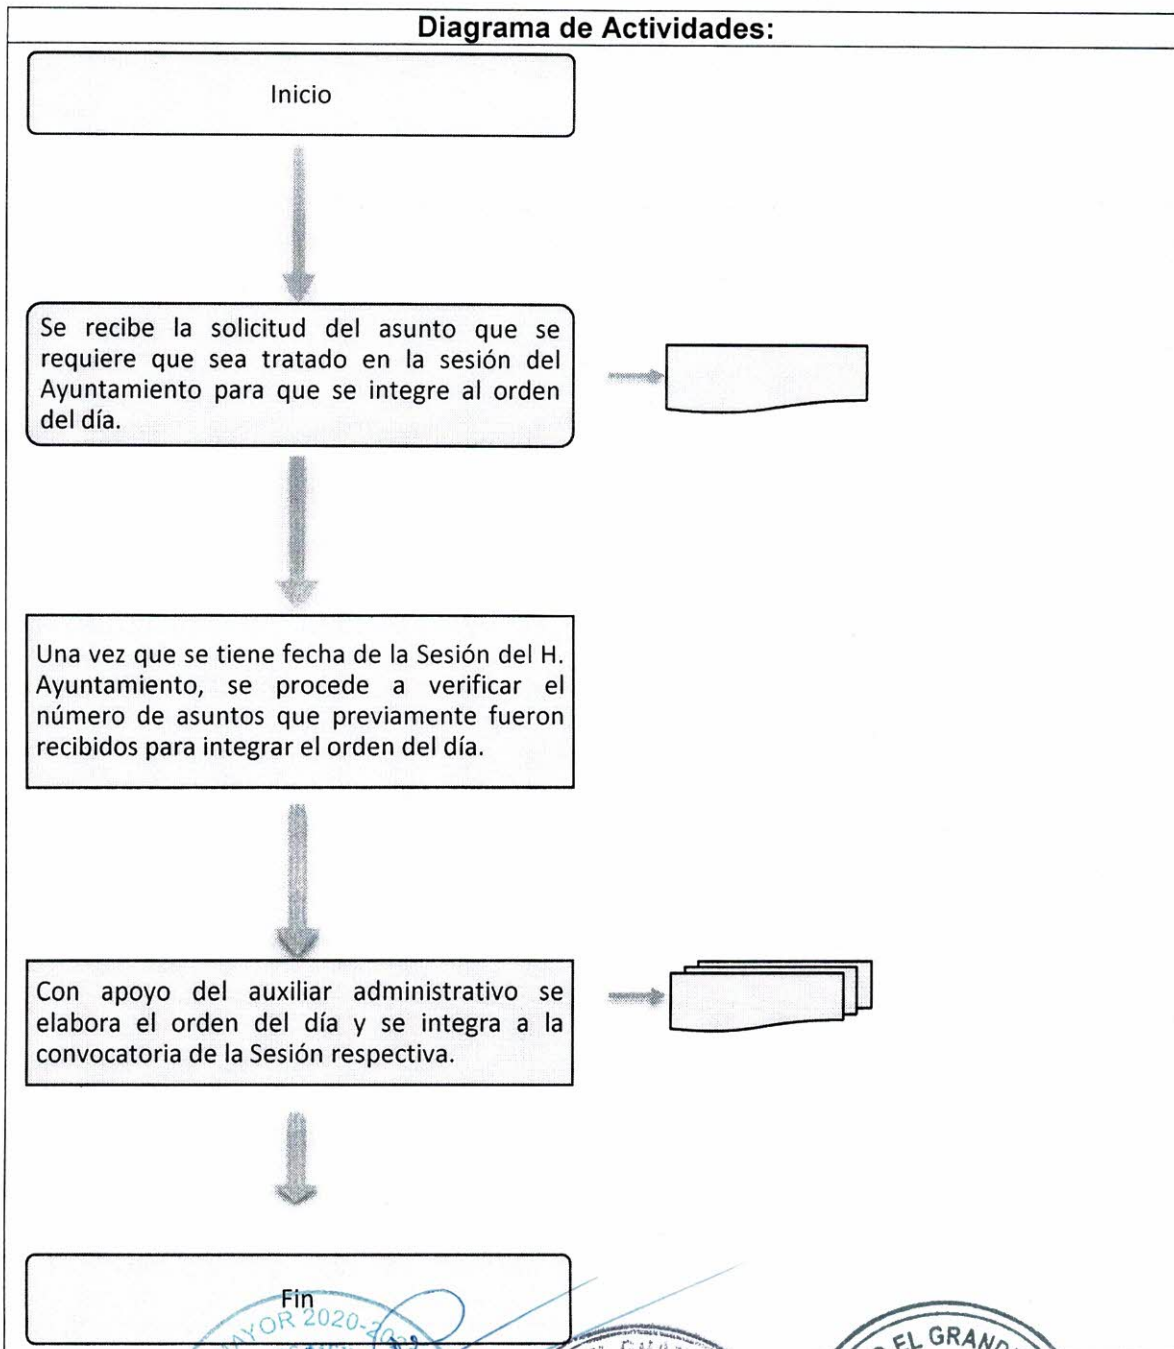 Diagrama de Actividades:
Inicio
Se recibe la solicitud del asunto que se
requiere que sea tratado en la sesión del
Ayuntamiento para que se integre al orden
del día.
Una vez que se tiene fecha de la Sesión del H.
Ayuntamiento, se procede a verificar el
número de asuntos que previamente fueron
recibidos para integrar el orden del día.
Con apoyo del auxiliar administrativo se
elabora el orden del día y se integra a la
convocatoria de la Sesión respectiva.
Fin
MAYOR 2020-
EL GRAND